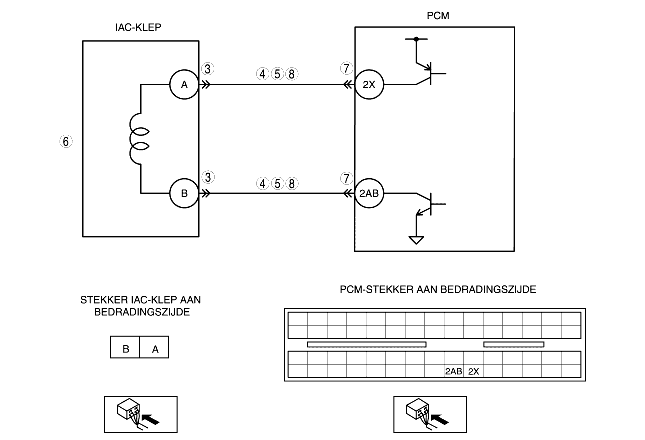 IAC-KLEP
PCM
A 3 4 5 8 7 2X
6
B 3 4 5 8 7 2AB
STEKKER IAC-KLEP AAN
BEDRADINGSZIJDE
PCM-STEKKER AAN BEDRADINGSZIJDE
B A
2AB 2X